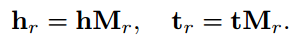 h_r = hM_r, t_r = tM_r.